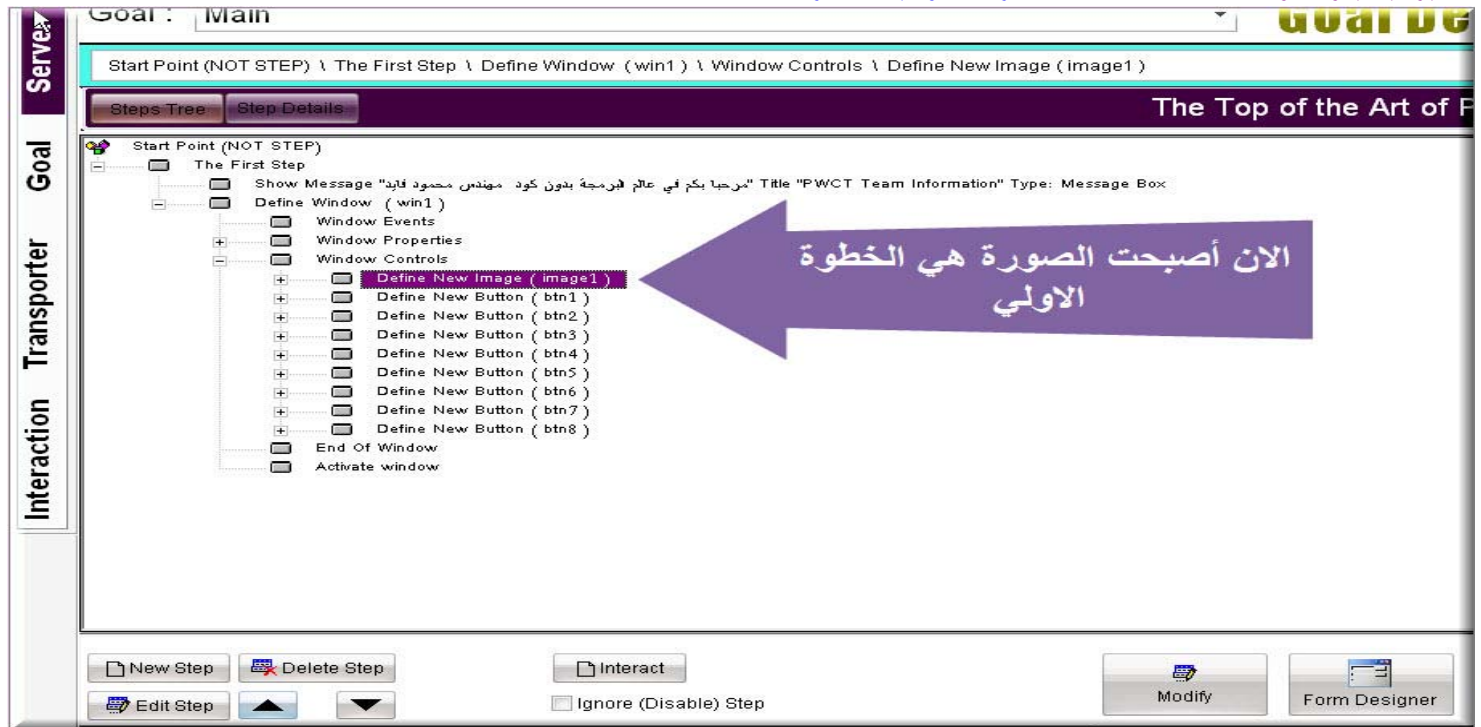 Goal : Main
Start Point (NOT STEP) \ The First Step \ Define Window ( win1 ) \ Window Controls \ Define New Image ( image1 )
Steps Tree Step Details The Top of the Art of
Server
Goal
Transporter
Interaction
Start Point (NOT STEP)
The First Step
Show Message "مرحبا بكم في عالم البرمجة بدون كود مهندس محمود فايد" Title "PWCT Team Information" Type: Message Box
Define Window ( win1 )
Window Events
Window Properties
Window Controls
Define New Image ( image1 )
Define New Button ( btn1 )
Define New Button ( btn2 )
Define New Button ( btn3 )
Define New Button ( btn4 )
Define New Button ( btn5 )
Define New Button ( btn6 )
Define New Button ( btn7 )
Define New Button ( btn8 )
End Of Window
Activate window
الان أصبحت الصورة هي الخطوة
الاولي
New Step Delete Step Interact
Edit Step Ignore (Disable) Step
Modify Form Designer